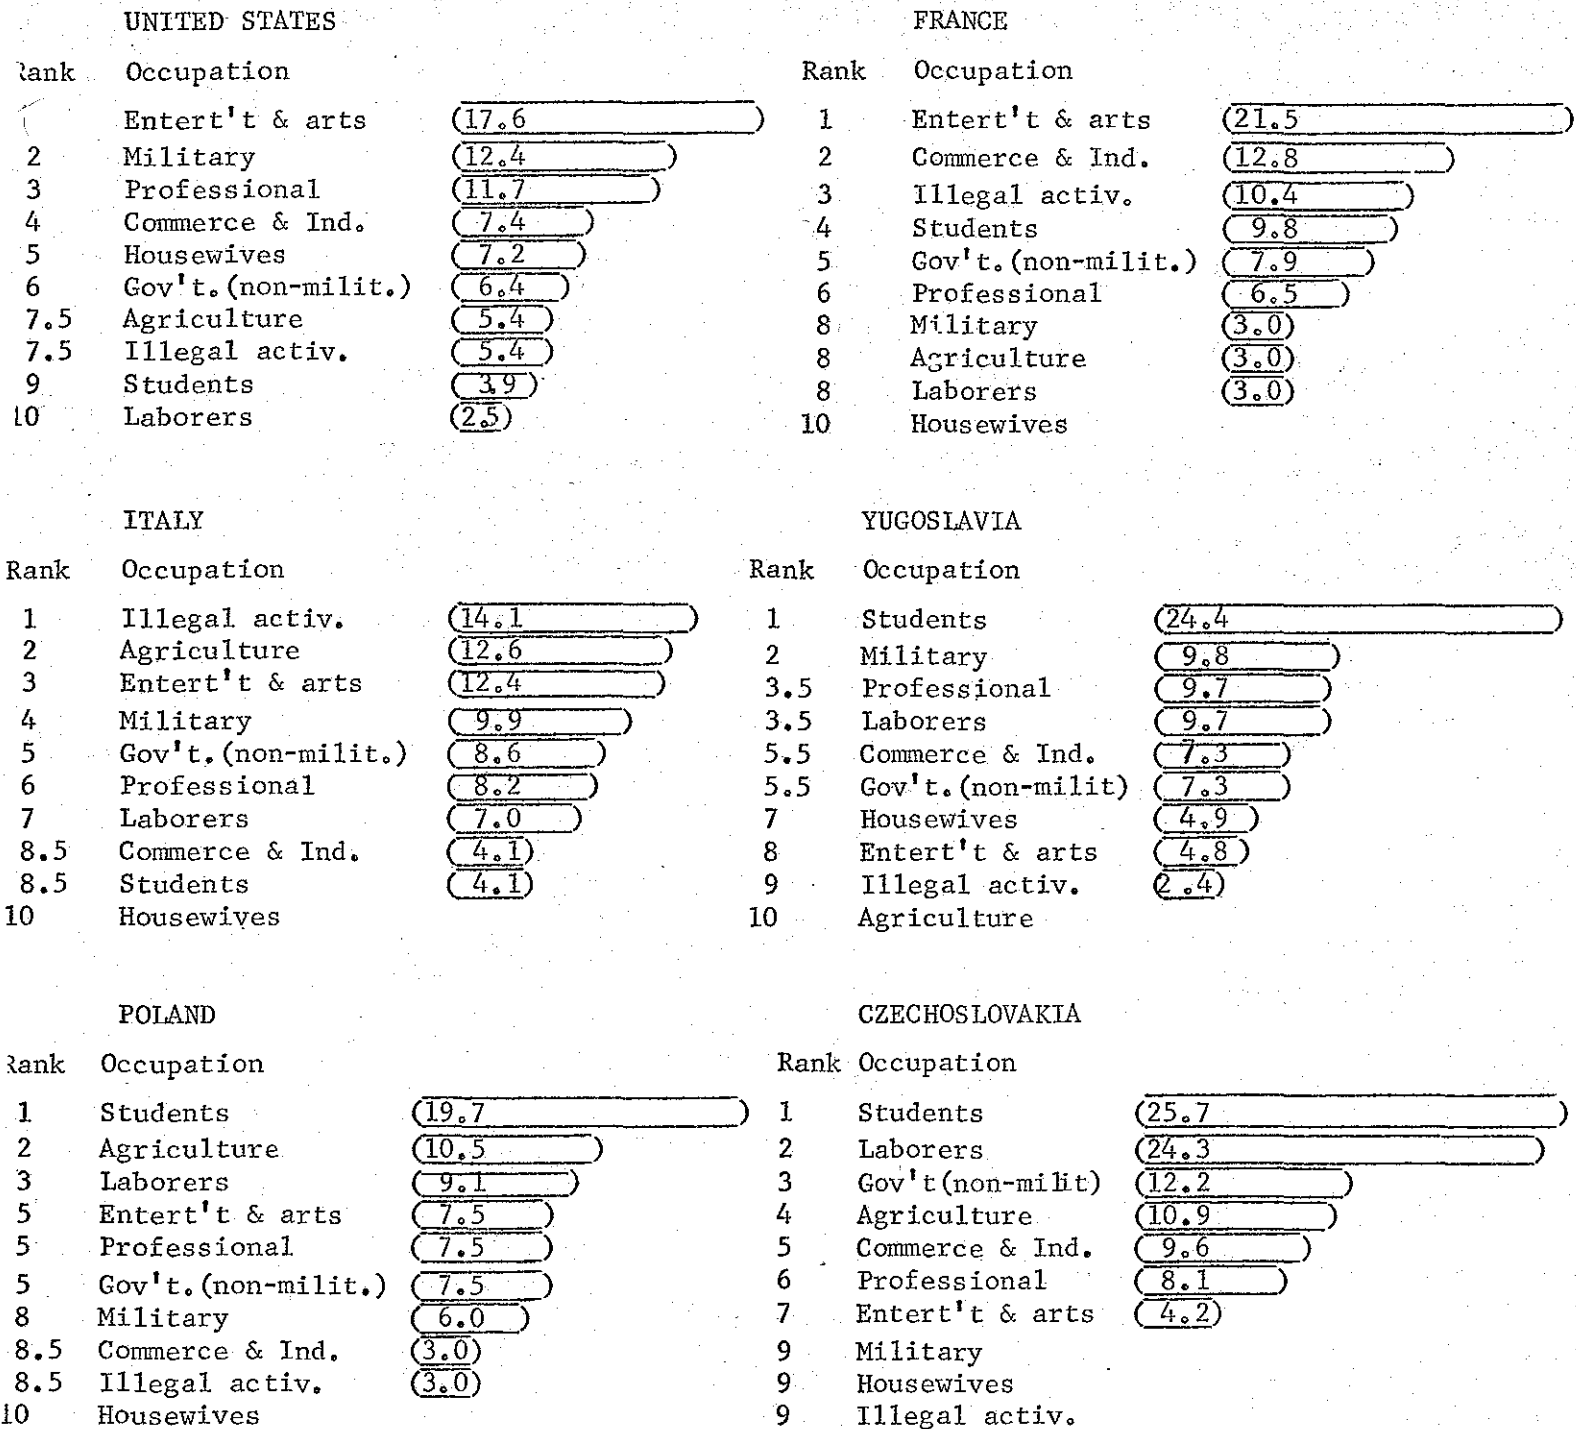 UNITED STATES
Rank Occupation
Entert't & arts 17.6
2 Military 12.4
3 Professional 11.7
4 Commerce & Ind. 7.4
5 Housewives 7.2
6 Gov't.(non-milit.) 6.4
7.5 Agriculture 5.4
7.5 Illegal activ. 5.4
9 Students 3.9
10 Laborers 2.5
FRANCE
Rank Occupation
1 Entert't & arts 21.5
2 Commerce & Ind. 12.8
3 Illegal activ. 10.4
4 Students 9.8
5 Gov't.(non-milit.) 7.9
6 Professional 6.5
8 Military 3.0
8 Agriculture 3.0
8 Laborers 3.0
10 Housewives
ITALY
Rank Occupation
1 Illegal activ. 14.1
2 Agriculture 12.6
3 Entert't & arts 12.4
4 Military 9.9
5 Gov't.(non-milit.) 8.6
6 Professional 8.2
7 Laborers 7.0
8.5 Commerce & Ind. 4.1
8.5 Students 4.1
10 Housewives
YUGOSLAVIA
Rank Occupation
1 Students 24.4
2 Military 9.8
3.5 Professional 9.7
3.5 Laborers 9.7
5.5 Commerce & Ind. 7.3
5.5 Gov't.(non-milit) 7.3
7 Housewives 4.9
8 Entert't & arts 4.8
9 Illegal activ. 2.4
10 Agriculture
POLAND
Rank Occupation
1 Students 19.7
2 Agriculture 10.5
3 Laborers 9.1
5 Entert't & arts 7.5
5 Professional 7.5
5 Gov't.(non-milit.) 7.5
8 Military 6.0
8.5 Commerce & Ind. 3.0
8.5 Illegal activ. 3.0
10 Housewives
CZECHOSLOVAKIA
Rank Occupation
1 Students 25.7
2 Laborers 24.3
3 Gov't(non-milit) 12.2
4 Agriculture 10.9
5 Commerce & Ind. 9.6
6 Professional 8.1
7 Entert't & arts 4.2
9 Military
9 Housewives
9 Illegal activ.